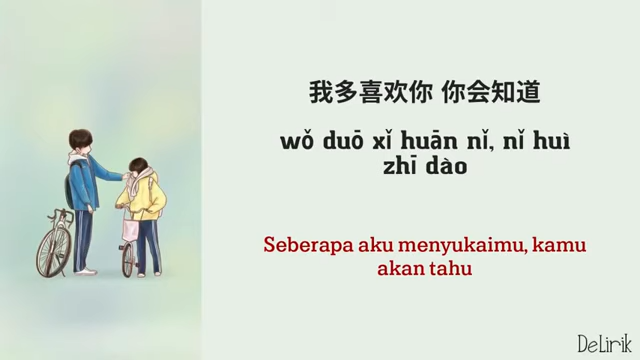 我多喜欢你 你会知道
wǒ duō xǐ huān nǐ, nǐ huì
zhī dào
Seberapa aku menyukaimu, kamu
akan tahu
DeLirik